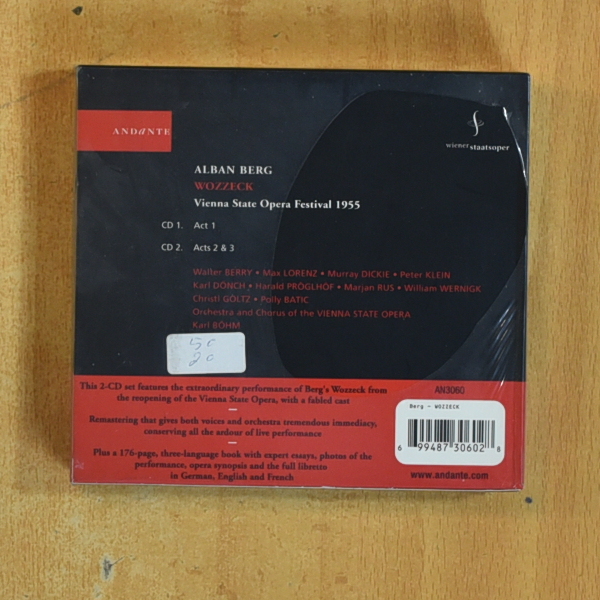 ANDANTE
wiener staatsoper
ALBAN BERG
WOZZECK
Vienna State Opera Festival 1955
CD 1. Act 1
CD 2. Acts 2 & 3
Walter BERRY • Max LORENZ • Murray DICKIE • Peter KLEIN
Karl DÖNCH • Harald PRÖGLHÖF • Marjan RUS • William WERNIGK
Christl GOLTZ • Polly BATIC
Orchestra and Chorus of the VIENNA STATE OPERA
Karl BÖHM
20
This 2-CD set features the extraordinary performance of Berg's Wozzeck from
the reopening of the Vienna State Opera, with a fabled cast
Remastering that gives both voices and orchestra tremendous immediacy,
conserving all the ardour of live performance
Plus a 176-page, three-language book with expert essays, photos of the
performance, opera synopsis and the full libretto
in German, English and French
AN3060
Berg - WOZZECK
6 99487 30602 8
www.andante.com